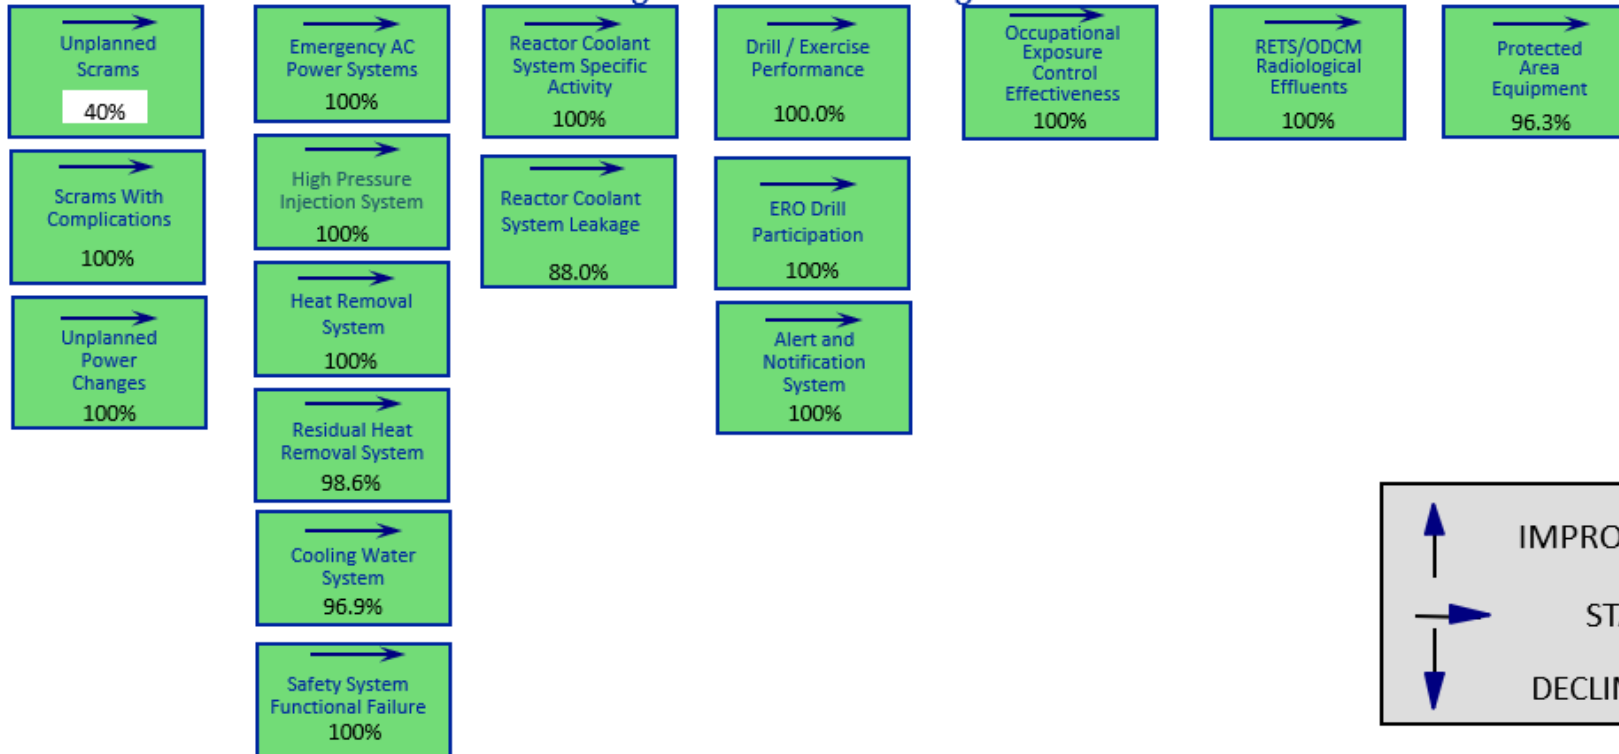 Unplanned
Scrams
40%
Scrams With
Complications
100%
Unplanned
Power
Changes
100%
Emergency AC
Power Systems
100%
High Pressure
Injection System
100%
Heat Removal
System
100%
Residual Heat
Removal System
98.6%
Cooling Water
System
96.9%
Safety System
Functional Failure
100%
Reactor Coolant
System Specific
Activity
100%
Reactor Coolant
System Leakage
88.0%
Drill / Exercise
Performance
100.0%
ERO Drill
Participation
100%
Alert and
Notification
System
100%
Occupational
Exposure
Control
Effectiveness
100%
RETS/ODCM
Radiological
Effluents
100%
Protected
Area
Equipment
96.3%
IMPRO
STA
DECLIN